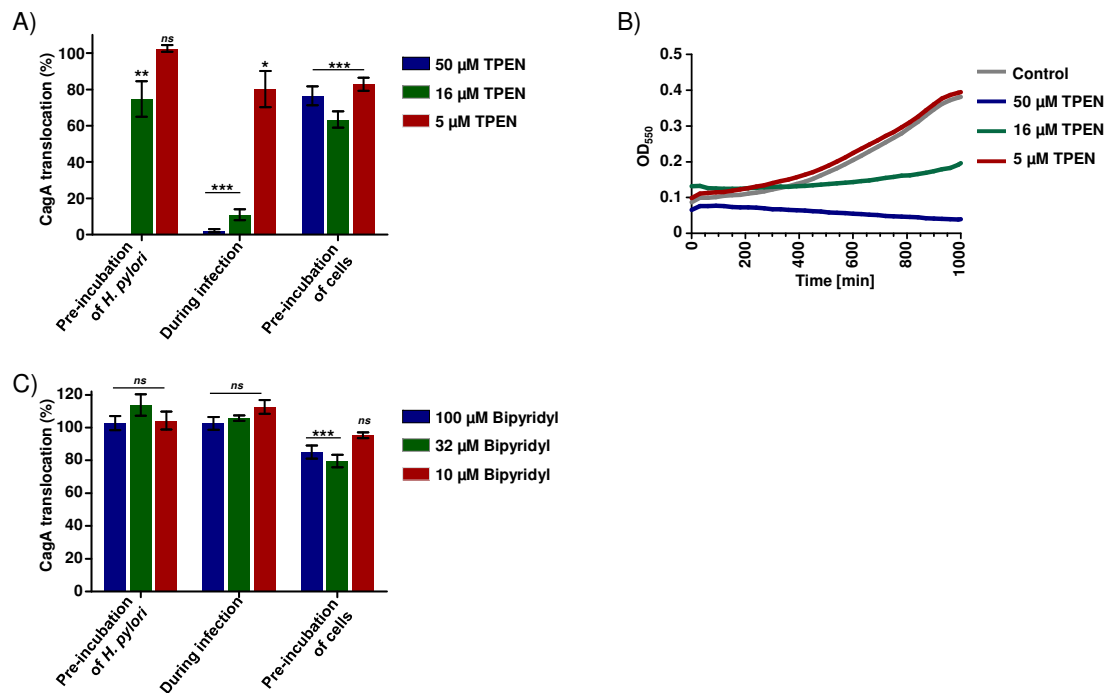 A)
CagA translocation (%)
100
80
60
40
20
0
**
ns
***
*
***
Pre-incubation
of H. pylori
During infection
Pre-incubation
of cells
50 µM TPEN
16 µM TPEN
5 µM TPEN
B)
OD550
0.5
0.4
0.3
0.2
0.1
0
0
200
400
600
800
1000
Time [min]
Control
50 µM TPEN
16 µM TPEN
5 µM TPEN
C)
CagA translocation (%)
120
100
80
60
40
20
0
ns
ns
***
ns
Pre-incubation
of H. pylori
During infection
Pre-incubation
of cells
100 µM Bipyridyl
32 µM Bipyridyl
10 µM Bipyridyl